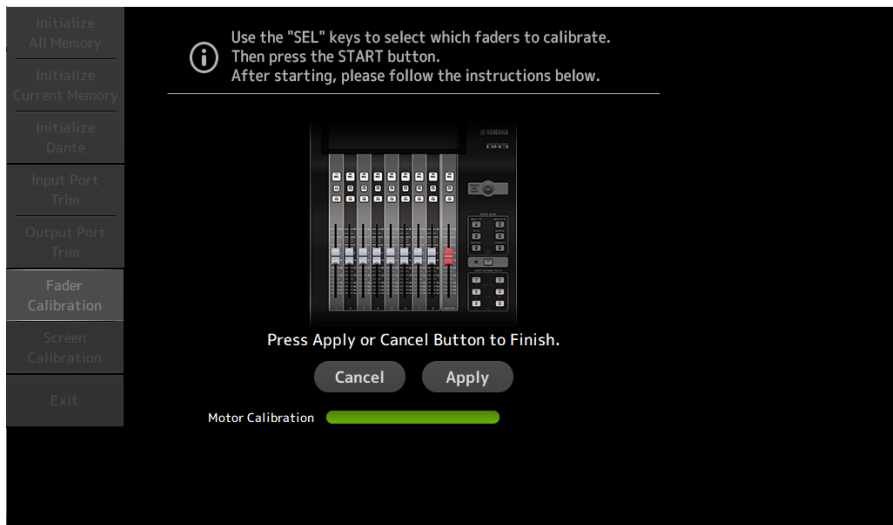 Initialize
All Memory
Initialize
Current Memory
Initialize
Dante
Input Port
Trim
Output Port
Trim
Fader
Calibration
Screen
Calibration
Exit
Use the "SEL" keys to select which faders to calibrate.
Then press the START button.
After starting, please follow the instructions below.
YAMAHA
Press Apply or Cancel Button to Finish.
Cancel
Apply
Motor Calibration